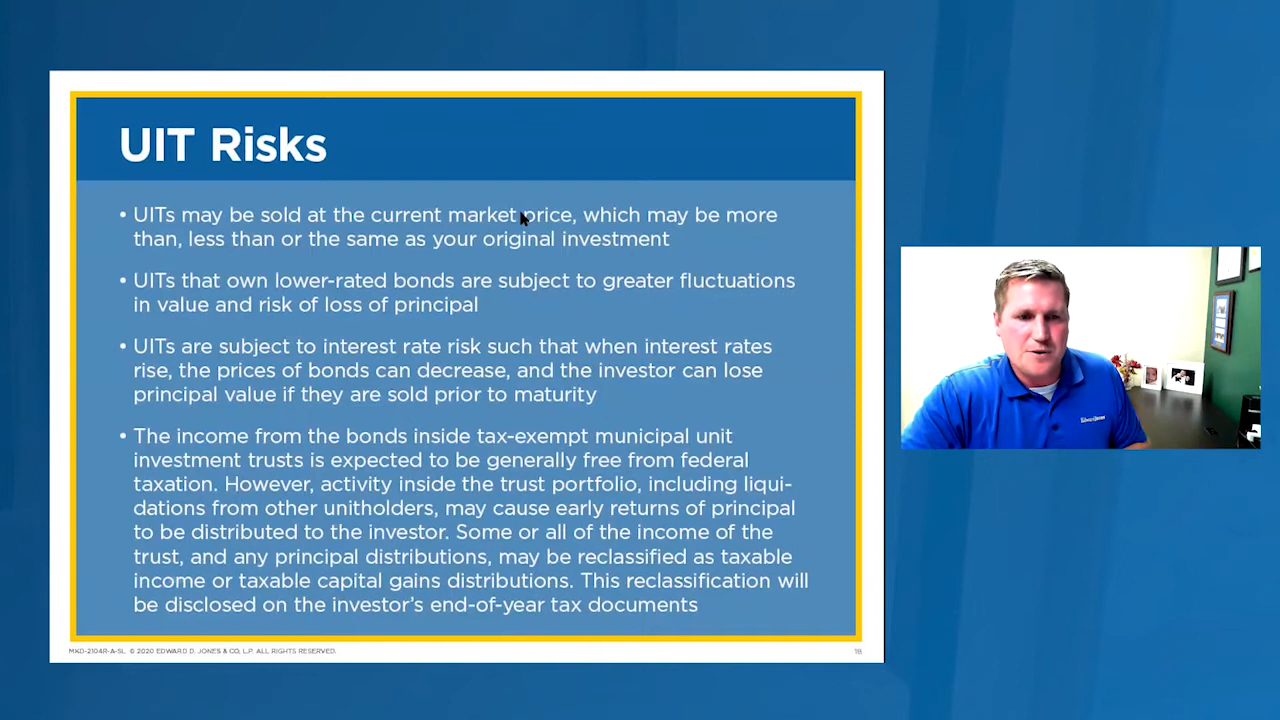 UIT Risks
• UITs may be sold at the current market price, which may be more
than, less than or the same as your original investment
• UITs that own lower-rated bonds are subject to greater fluctuations
in value and risk of loss of principal
• UITs are subject to interest rate risk such that when interest rates
rise, the prices of bonds can decrease, and the investor can lose
principal value if they are sold prior to maturity
• The income from the bonds inside tax-exempt municipal unit
investment trusts is expected to be generally free from federal
taxation. However, activity inside the trust portfolio, including liqui-
dations from other unitholders, may cause early returns of principal
to be distributed to the investor. Some or all of the income of the
trust, and any principal distributions, may be reclassified as taxable
income or taxable capital gains distributions. This reclassification will
be disclosed on the investor’s end-of-year tax documents
MKD-2104R-A-SL © 2020 EDWARD D. JONES & CO, L.P. ALL RIGHTS RESERVED.
18
Edward Jones